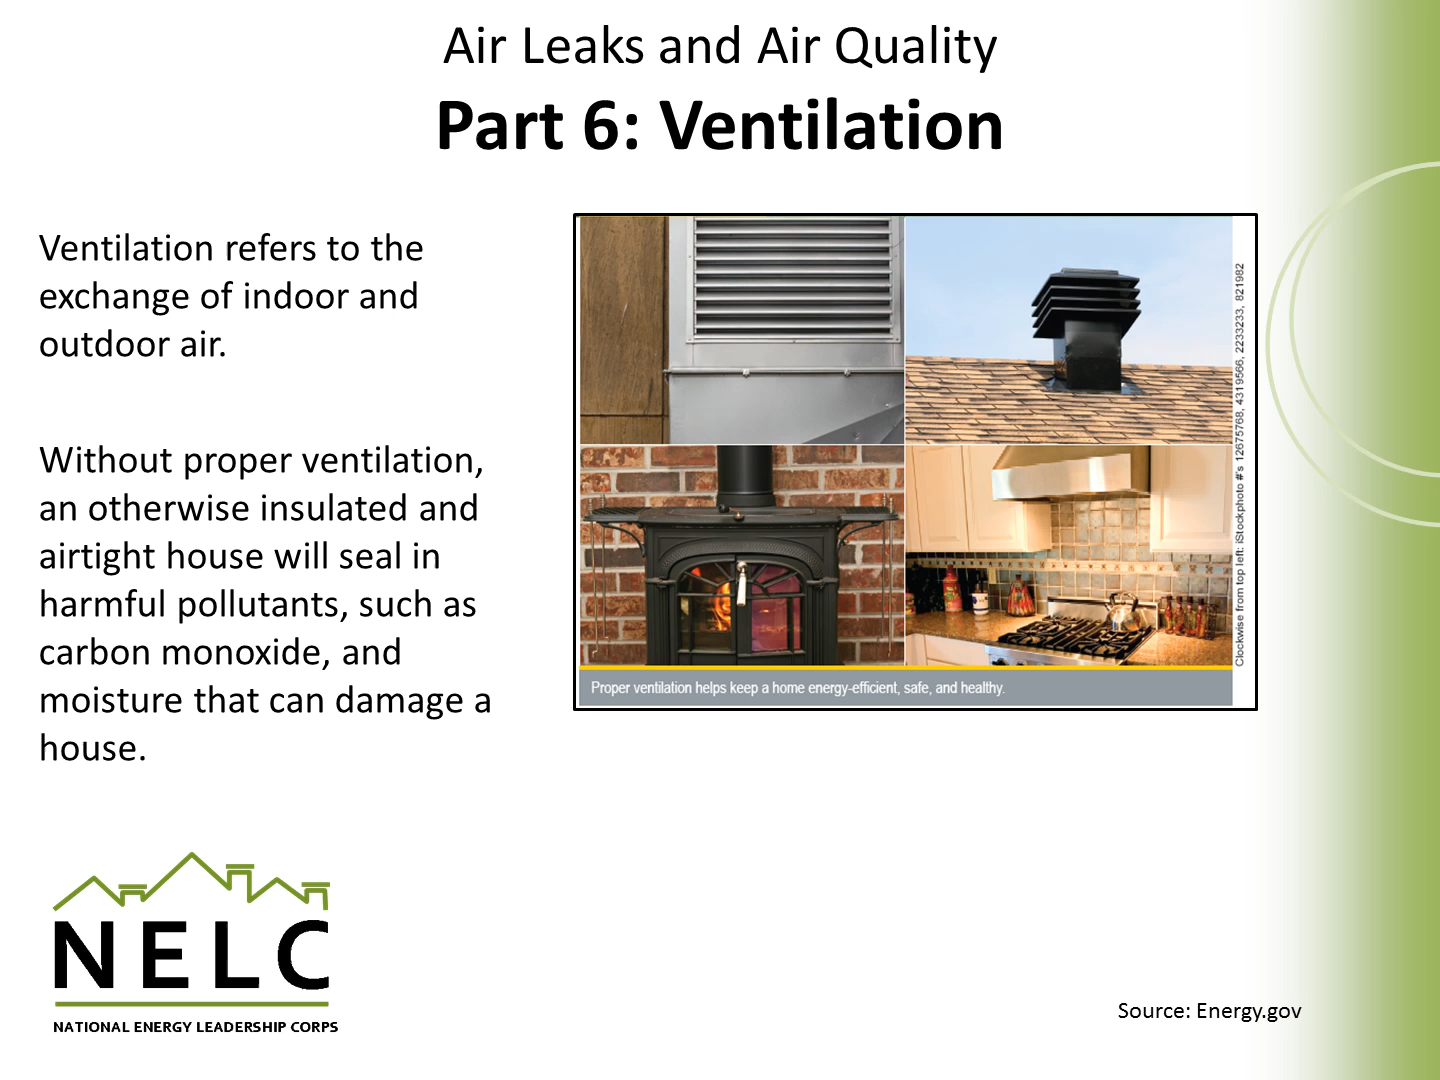 Air Leaks and Air Quality
Part 6: Ventilation
Ventilation refers to the
exchange of indoor and
outdoor air.
Without proper ventilation,
an otherwise insulated and
airtight house will seal in
harmful pollutants, such as
carbon monoxide, and
moisture that can damage a
house.
Clockwise from top left: iStockphoto #'s 12675768, 4319566, 2233233, 821982
Proper ventilation helps keep a home energy-efficient, safe, and healthy.
NELC
NATIONAL ENERGY LEADERSHIP CORPS
Source: Energy.gov